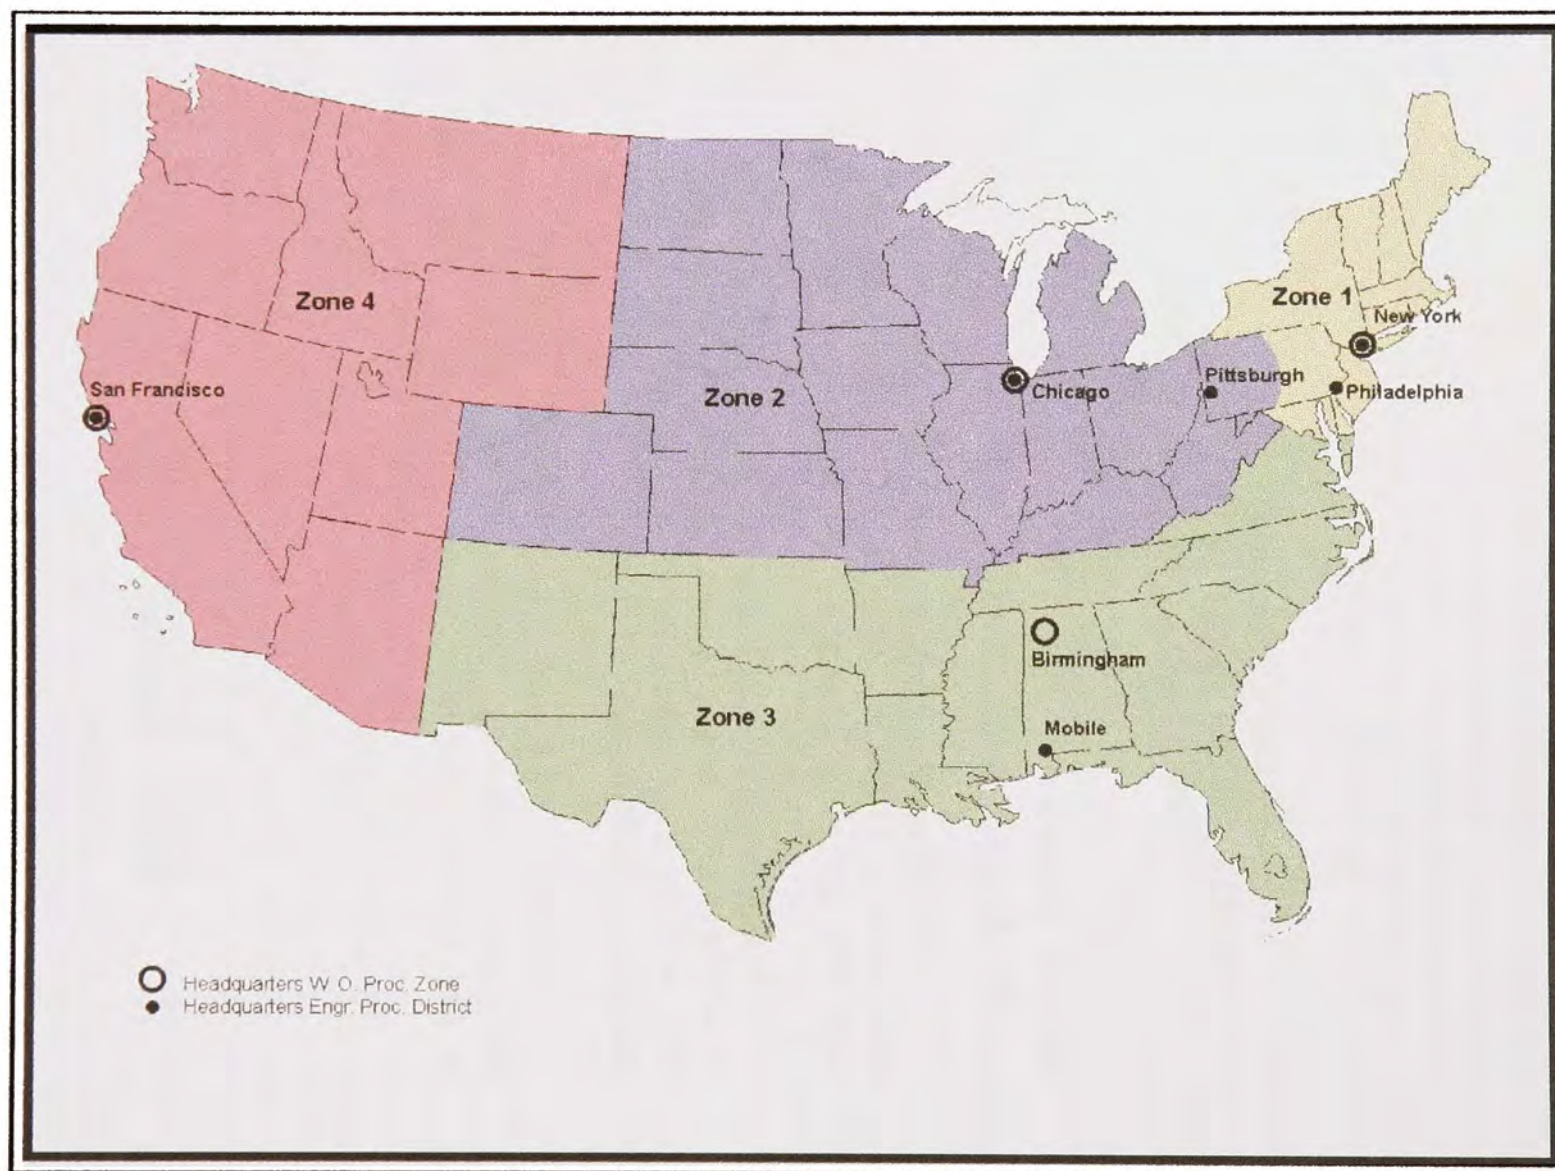 Zone 4
Zone 1
New York
San Francisco
Zone 2
Chicago
Pittsburgh
Philadelphia
Birmingham
Zone 3
Mobile
Headquarters W. O. Proc. Zone
Headquarters Engr. Proc. District